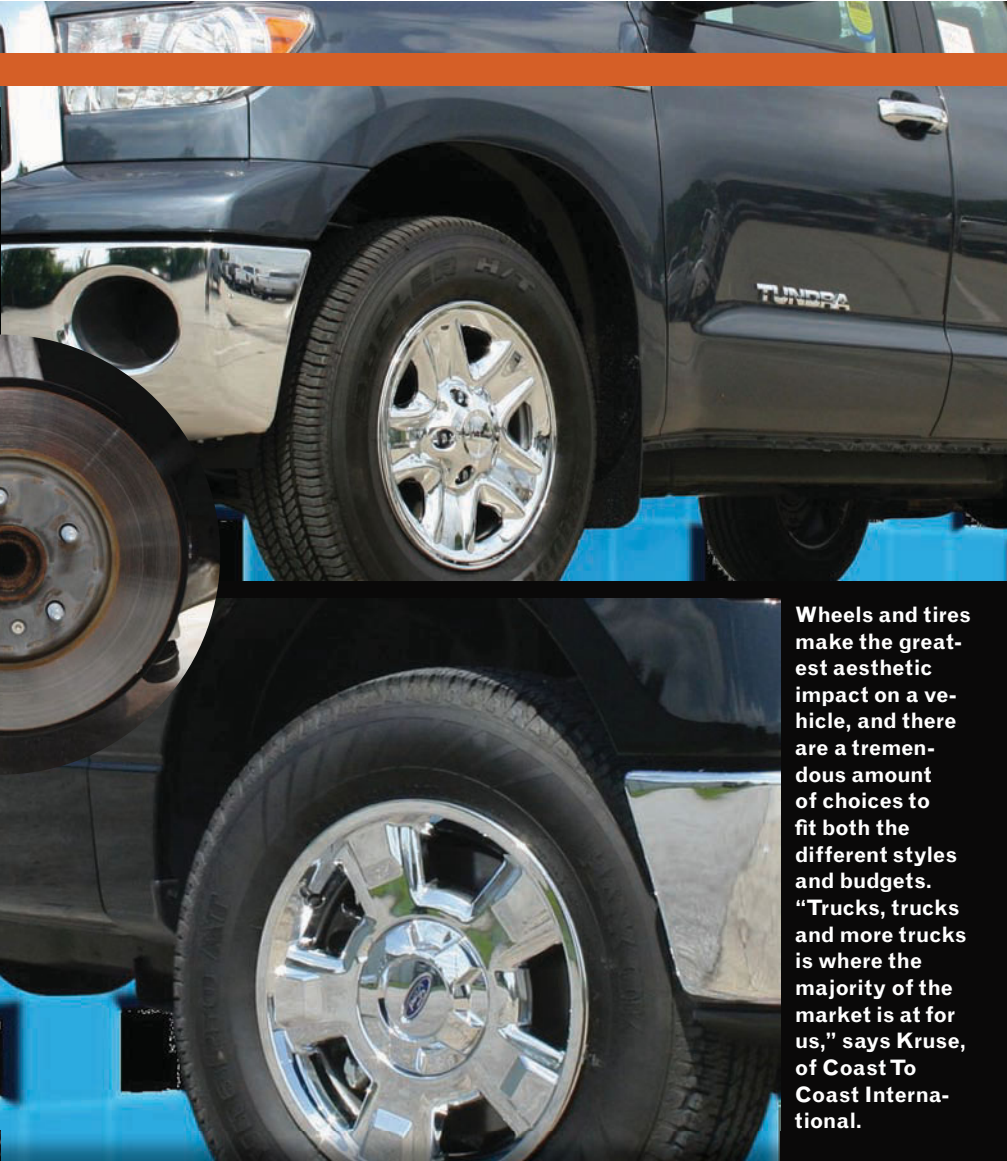 H/T
TUNDRA
Ford
Wheels and tires
make the great-
est aesthetic
impact on a ve-
hicle, and there
are a tremen-
dous amount
of choices to
fit both the
different styles
and budgets.
“Trucks, trucks
and more trucks
is where the
majority of the
market is at for
us,” says Kruse,
of Coast To
Coast Interna-
tional.